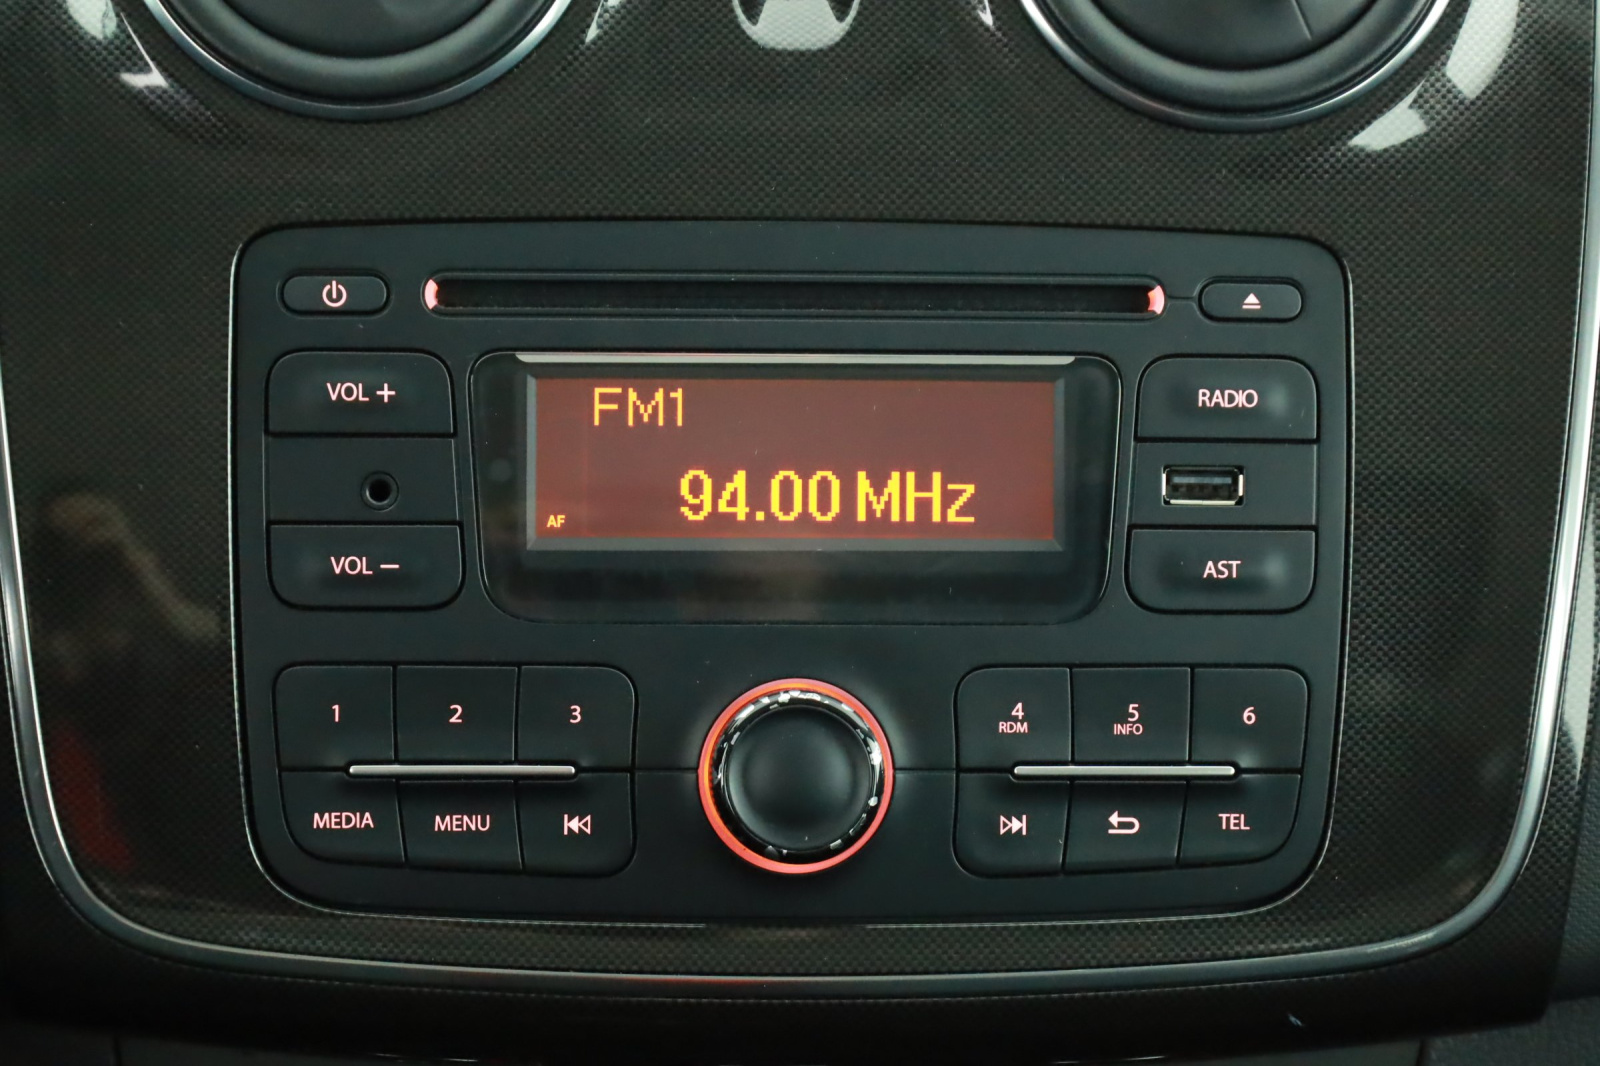 VOL +
RADIO
FM1
94.00 MHz
AF
VOL −
AST
1 2 3
4 5 6
RDM INFO
MEDIA MENU TEL